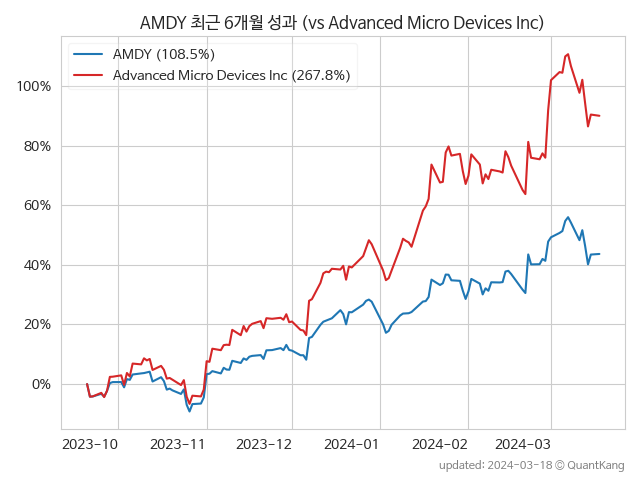 AMDY 최근 6개월 성과 (vs Advanced Micro Devices Inc)
AMDY (108.5%)
Advanced Micro Devices Inc (267.8%)
100%
80%
60%
40%
20%
0%
2023-10 2023-11 2023-12 2024-01 2024-02 2024-03
updated: 2024-03-18 ⓒ QuantKang